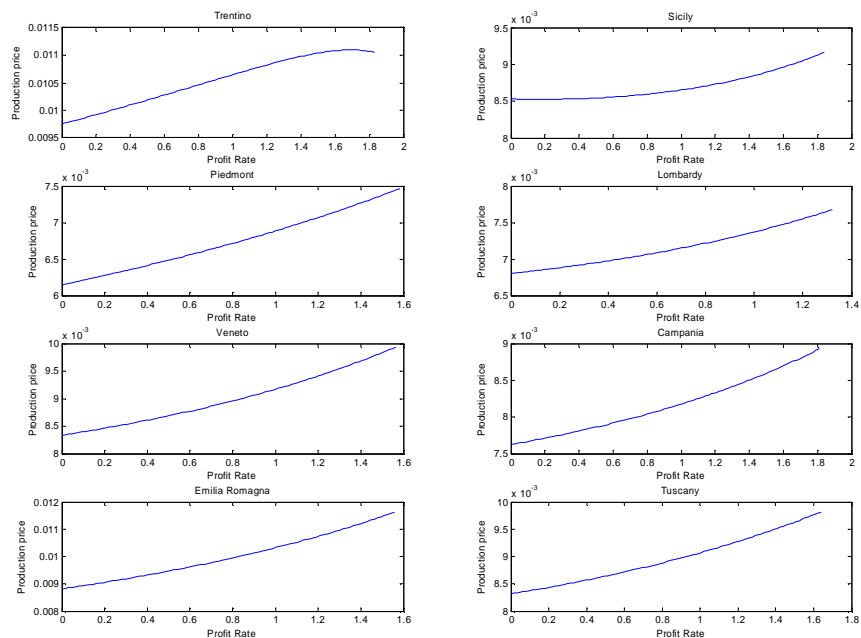 Trentino
0.0115
0.011
0.0105
0.01
0.0095
Production price
0 0.2 0.4 0.6 0.8 1 1.2 1.4 1.6 1.8 2
Profit Rate
Sicily
9.5 x 10⁻³
9
8.5
8
Production price
0 0.2 0.4 0.6 0.8 1 1.2 1.4 1.6 1.8 2
Profit Rate
Piedmont
7.5 x 10⁻³
7
6.5
6
Production price
0 0.2 0.4 0.6 0.8 1 1.2 1.4 1.6
Profit Rate
Lombardy
8 x 10⁻³
7.5
7
6.5
Production price
0 0.2 0.4 0.6 0.8 1 1.2 1.4
Profit Rate
Veneto
10 x 10⁻³
9.5
9
8.5
8
Production price
0 0.2 0.4 0.6 0.8 1 1.2 1.4 1.6
Profit Rate
Campania
9 x 10⁻³
8.5
8
7.5
Production price
0 0.2 0.4 0.6 0.8 1 1.2 1.4 1.6 1.8 2
Profit Rate
Emilia Romagna
0.012
0.011
0.01
0.009
0.008
Production price
0 0.2 0.4 0.6 0.8 1 1.2 1.4 1.6
Profit Rate
Tuscany
10 x 10⁻³
9.5
9
8.5
8
Production price
0 0.2 0.4 0.6 0.8 1 1.2 1.4 1.6 1.8
Profit Rate